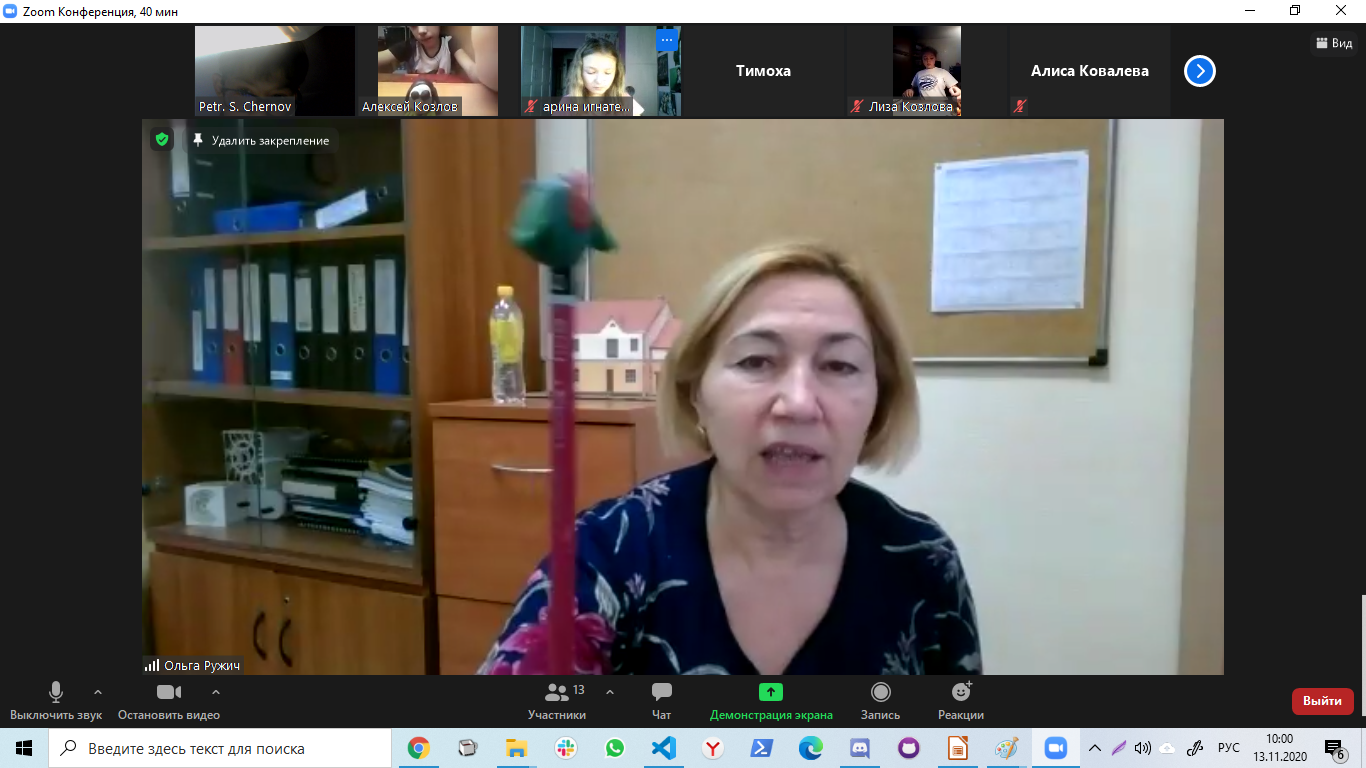 Zoom Конференция, 40 мин
Вид
Petr. S. Chernov
Алексей Козлов
арина игнате...
Тимоха
Лиза Козлова
Алиса Ковалева
Удалить закрепление
Ольга Ружич
Выключить звук
Остановить видео
13
Участники
Чат
Демонстрация экрана
Запись
Реакции
Выйти
Введите здесь текст для поиска
РУС
10:00
13.11.2020
6